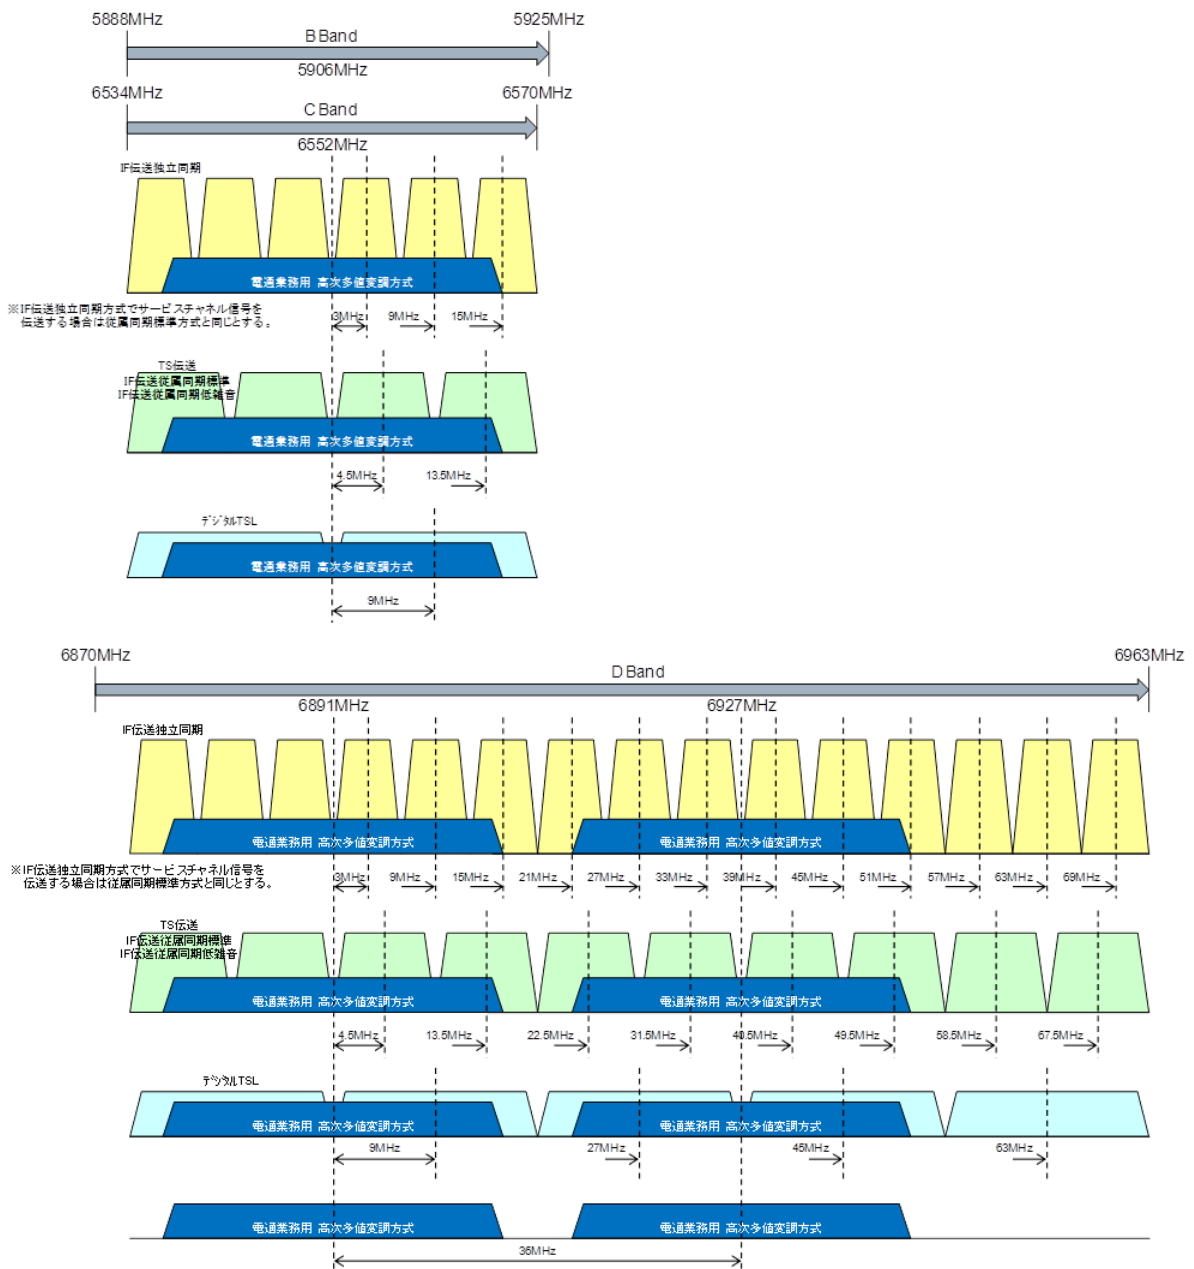 5888MHz
5925MHz
B Band
5906MHz
6534MHz
6570MHz
C Band
6552MHz
IF伝送独立同期
電通業務用 高次多値変調方式
※IF伝送独立同期方式でサービスチャネル信号を
伝送する場合は従属同期標準方式と同じとする。
3MHz
9MHz
15MHz
TS伝送
IF伝送従属同期標準
IF伝送従属同期低雑音
電通業務用 高次多値変調方式
4.5MHz
13.5MHz
デジタルTSL
電通業務用 高次多値変調方式
9MHz
6870MHz
6963MHz
D Band
6891MHz
6927MHz
IF伝送独立同期
電通業務用 高次多値変調方式
電通業務用 高次多値変調方式
※IF伝送独立同期方式でサービスチャネル信号を
伝送する場合は従属同期標準方式と同じとする。
3MHz
9MHz
15MHz
21MHz
27MHz
33MHz
39MHz
45MHz
51MHz
57MHz
63MHz
69MHz
TS伝送
IF伝送従属同期標準
IF伝送従属同期低雑音
電通業務用 高次多値変調方式
電通業務用 高次多値変調方式
4.5MHz
13.5MHz
22.5MHz
31.5MHz
40.5MHz
49.5MHz
58.5MHz
67.5MHz
デジタルTSL
電通業務用 高次多値変調方式
電通業務用 高次多値変調方式
9MHz
27MHz
45MHz
63MHz
電通業務用 高次多値変調方式
電通業務用 高次多値変調方式
36MHz